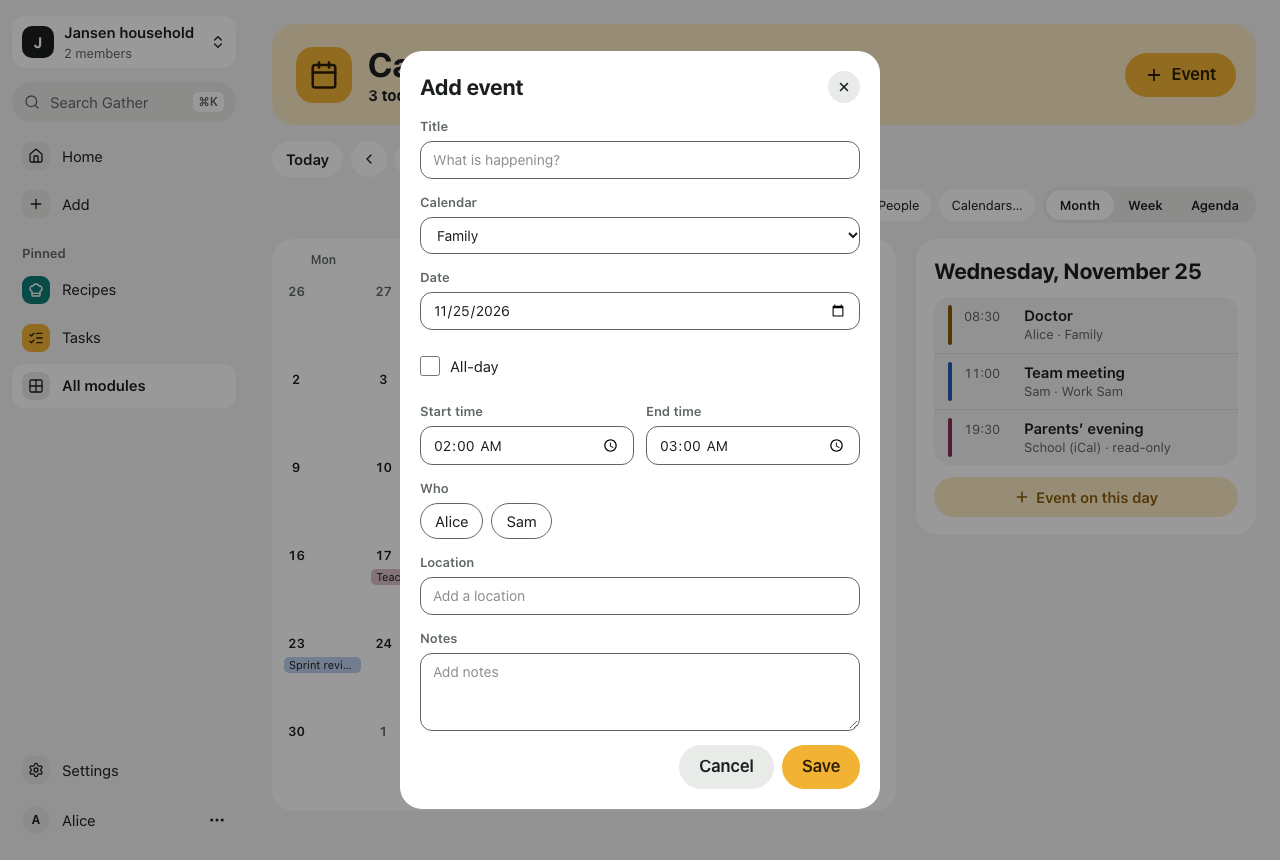 J
Jansen household
2 members
Search Gather
⌘K
Home
Add
Pinned
Recipes
Tasks
All modules
Settings
A
Alice
Event
Today
People
Calendars…
Month
Week
Agenda
Mon
26
27
2
3
9
10
16
17
23
24
Sprint revi…
30
1
Add event
Title
What is happening?
Calendar
Family
Date
11/25/2026
All-day
Start time
End time
02:00 AM
03:00 AM
Who
Alice
Sam
Location
Add a location
Notes
Add notes
Cancel
Save
Wednesday, November 25
08:30
Doctor
Alice · Family
11:00
Team meeting
Sam · Work Sam
19:30
Parents’ evening
School (iCal) · read-only
Event on this day